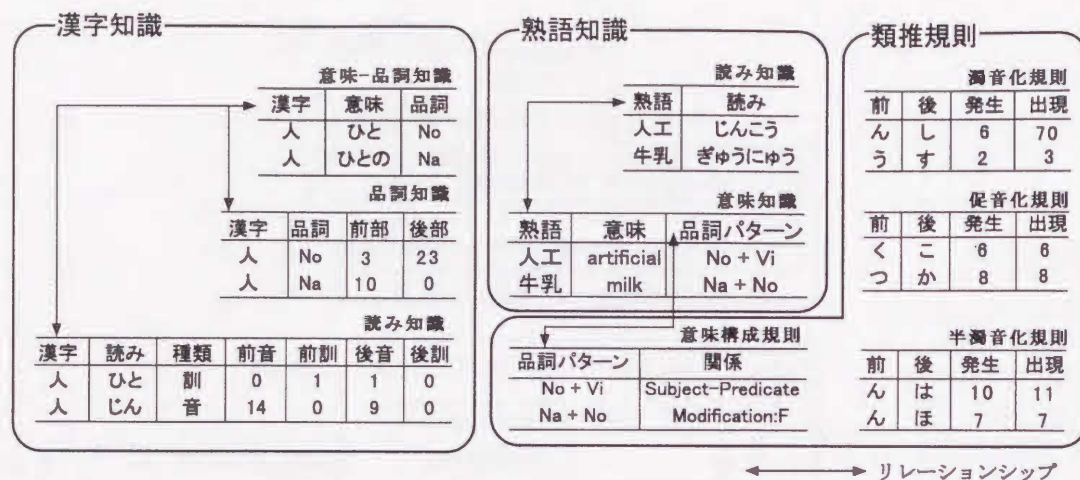 漢字知識
意味-品詞知識
漢字 意味 品詞
人 ひと No
人 ひとの Na
品詞知識
漢字 品詞 前部 後部
人 No 3 23
人 Na 10 0
読み知識
漢字 読み 種類 前音 前訓 後音 後訓
人 ひと 訓 0 1 1 0
人 じん 音 14 0 9 0
熟語知識
読み知識
熟語 読み
人工 じんこう
牛乳 ぎゅうにゅう
意味知識
熟語 意味 品詞パターン
人工 artificial No + Vi
牛乳 milk Na + No
意味構成規則
品詞パターン 関係
No + Vi Subject-Predicate
Na + No Modification:F
類推規則
濁音化規則
前 後 発生 出現
ん し 6 70
う す 2 3
促音化規則
前 後 発生 出現
く こ 6 6
つ か 8 8
半濁音化規則
前 後 発生 出現
ん は 10 11
ん ほ 7 7
リレーションシップ